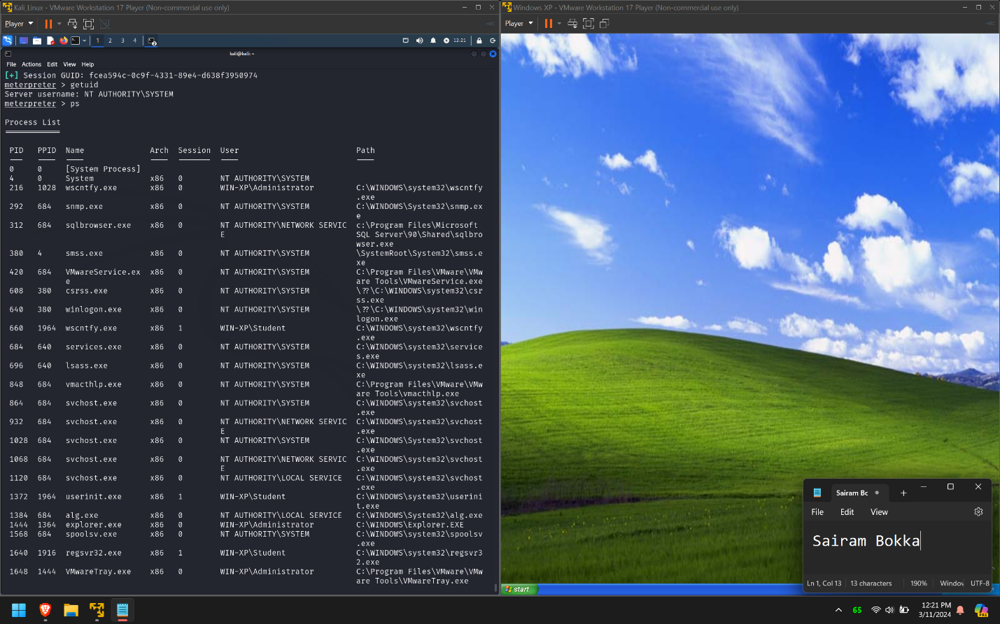 Kali_Linux - VMware Workstation 17 Player (Non-commercial use only)
Player
1 2 3 4
2
12:21
kali@kali: ~
File Actions Edit View Help
[+] Session GUID: fcea594c-0c9f-4331-89e4-d638f3950974
meterpreter > getuid
Server username: NT AUTHORITY\SYSTEM
meterpreter > ps
Process List
PID PPID Name Arch Session User Path
0 0 [System Process]
4 0 System x86 0 NT AUTHORITY\SYSTEM
216 1028 wscntfy.exe x86 0 WIN-XP\Administrator C:\WINDOWS\system32\wscntfy
.exe
292 684 snmp.exe x86 0 NT AUTHORITY\SYSTEM C:\WINDOWS\System32\snmp.ex
e
312 684 sqlbrowser.exe x86 0 NT AUTHORITY\NETWORK SERVIC c:\Program Files\Microsoft
E SQL Server\90\Shared\sqlbro
wser.exe
380 4 smss.exe x86 0 NT AUTHORITY\SYSTEM \SystemRoot\System32\smss.e
xe
420 684 VMwareService.ex x86 0 NT AUTHORITY\SYSTEM C:\Program Files\VMware\VMw
e are Tools\VMwareService.exe
608 380 csrss.exe x86 0 NT AUTHORITY\SYSTEM \??\C:\WINDOWS\system32\csr
ss.exe
640 380 winlogon.exe x86 0 NT AUTHORITY\SYSTEM \??\C:\WINDOWS\system32\win
logon.exe
660 1964 wscntfy.exe x86 1 WIN-XP\Student C:\WINDOWS\system32\wscntfy
.exe
684 640 services.exe x86 0 NT AUTHORITY\SYSTEM C:\WINDOWS\system32\service
s.exe
696 640 lsass.exe x86 0 NT AUTHORITY\SYSTEM C:\WINDOWS\system32\lsass.e
xe
848 684 vmacthlp.exe x86 0 NT AUTHORITY\SYSTEM C:\Program Files\VMware\VMw
are Tools\vmacthlp.exe
864 684 svchost.exe x86 0 NT AUTHORITY\SYSTEM C:\WINDOWS\system32\svchost
.exe
932 684 svchost.exe x86 0 NT AUTHORITY\NETWORK SERVIC C:\WINDOWS\system32\svchost
E .exe
1028 684 svchost.exe x86 0 NT AUTHORITY\SYSTEM C:\WINDOWS\System32\svchost
.exe
1068 684 svchost.exe x86 0 NT AUTHORITY\NETWORK SERVIC C:\WINDOWS\system32\svchost
E .exe
1120 684 svchost.exe x86 0 NT AUTHORITY\LOCAL SERVICE C:\WINDOWS\system32\svchost
.exe
1372 1964 userinit.exe x86 1 WIN-XP\Student C:\WINDOWS\system32\userini
t.exe
1384 684 alg.exe x86 0 NT AUTHORITY\LOCAL SERVICE C:\WINDOWS\System32\alg.exe
1444 1364 explorer.exe x86 0 WIN-XP\Administrator C:\WINDOWS\Explorer.EXE
1568 684 spoolsv.exe x86 0 NT AUTHORITY\SYSTEM C:\WINDOWS\system32\spoolsv
.exe
1640 1916 regsvr32.exe x86 1 WIN-XP\Student C:\WINDOWS\system32\regsvr3
2.exe
1648 1444 VMwareTray.exe x86 0 WIN-XP\Administrator C:\Program Files\VMware\VMw
are Tools\VMwareTray.exe
Windows XP - VMware Workstation 17 Player (Non-commercial use only)
Player
start
Sairam Bc
File Edit View
Sairam Bokka
Ln 1, Col 13 13 characters 190% Window UTF-8
65
12:21 PM
3/11/2024
PRE